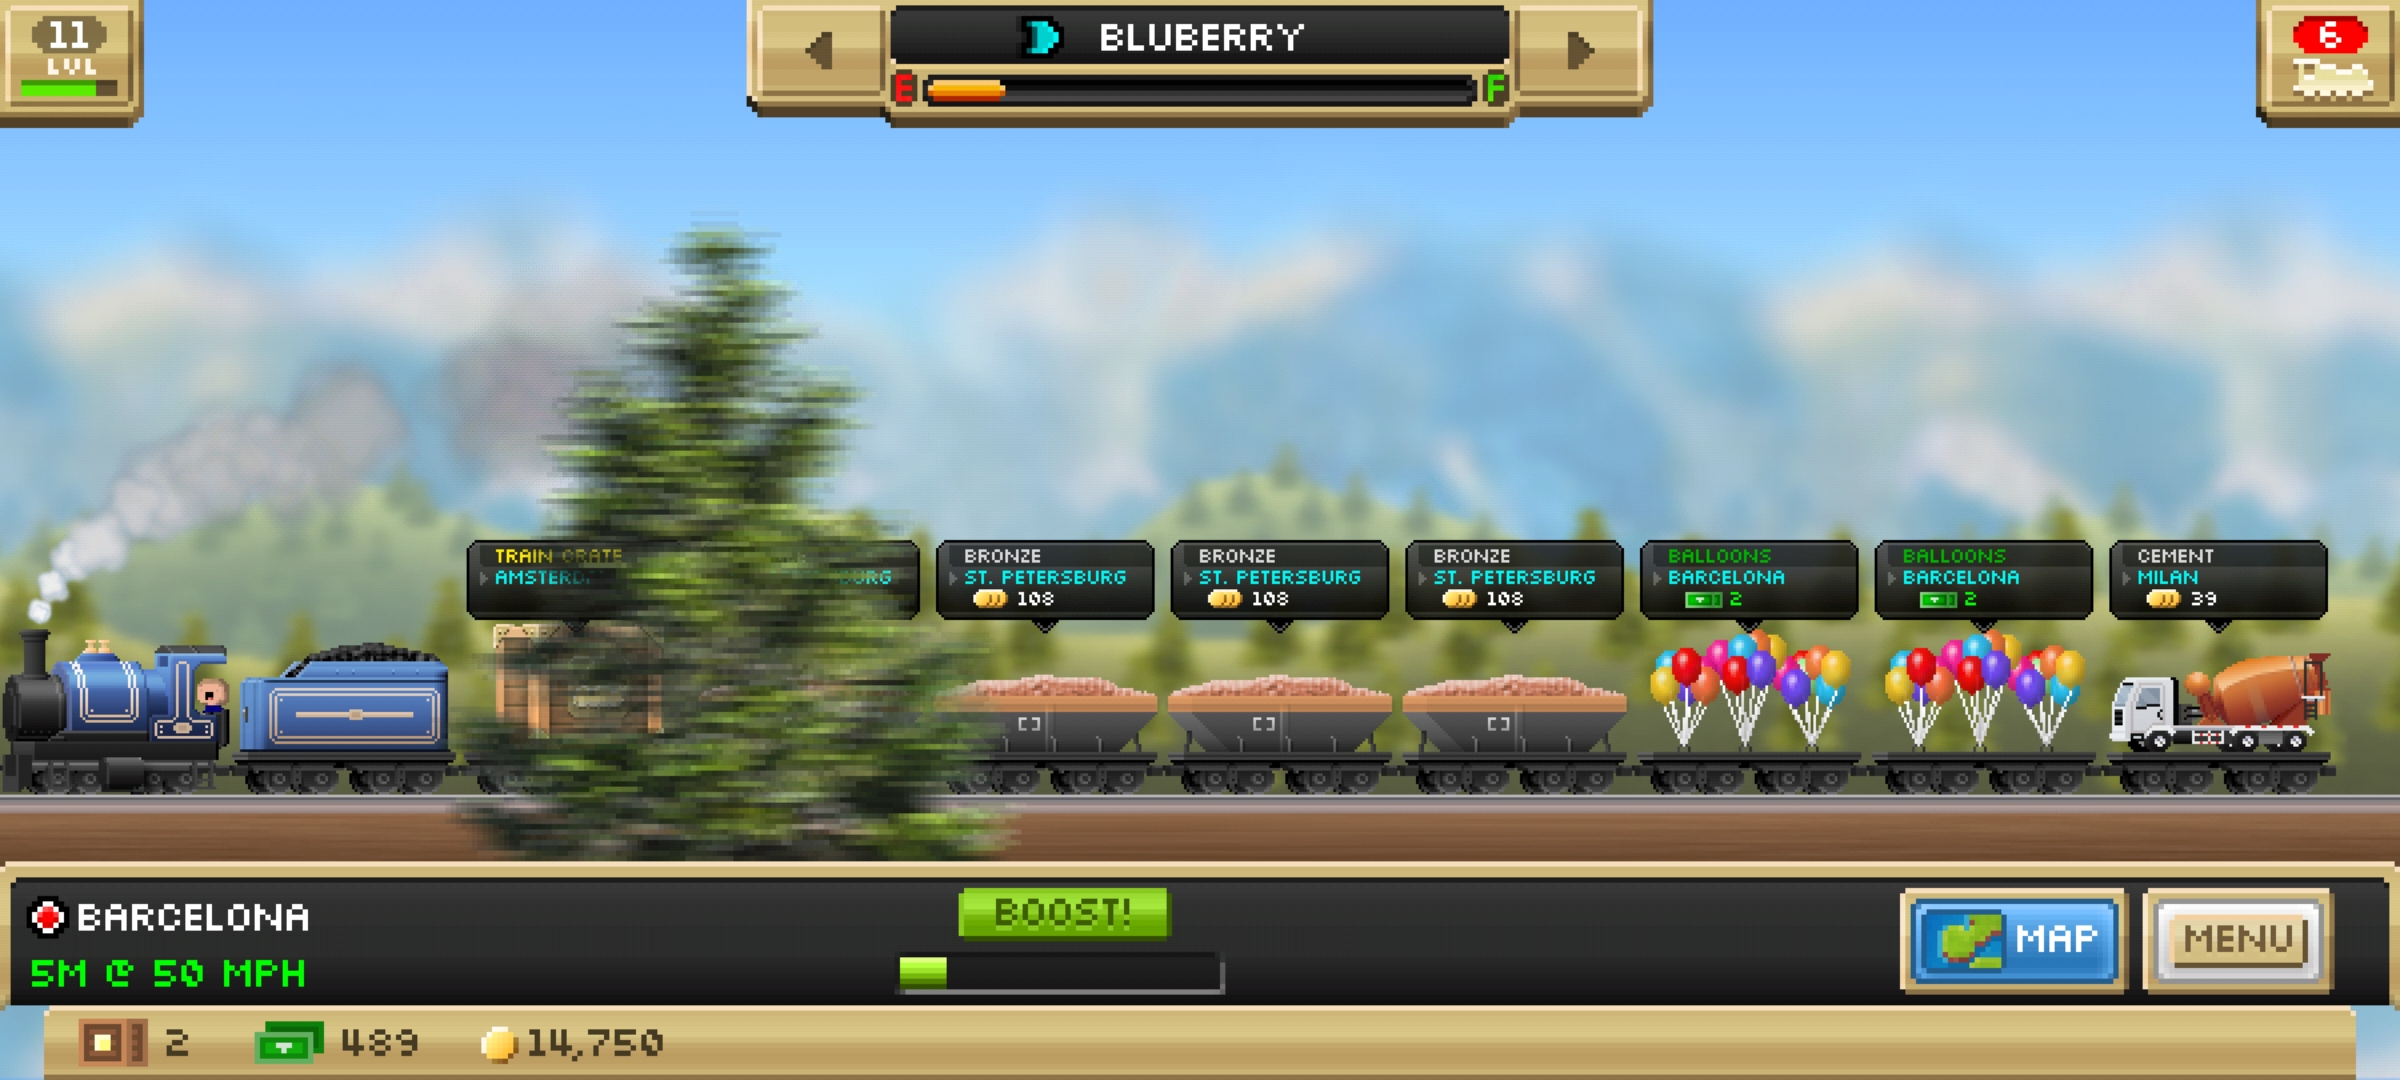 11
LVL
BLUBERRY
E F
6
TRAIN CRATE
BRONZE
ST. PETERSBURG
108
BRONZE
ST. PETERSBURG
108
BRONZE
ST. PETERSBURG
108
BALLOONS
BARCELONA
2
BALLOONS
BARCELONA
2
CEMENT
MILAN
39
BARCELONA
5M @ 50 MPH
BOOST!
MAP
MENU
2
489
14,750